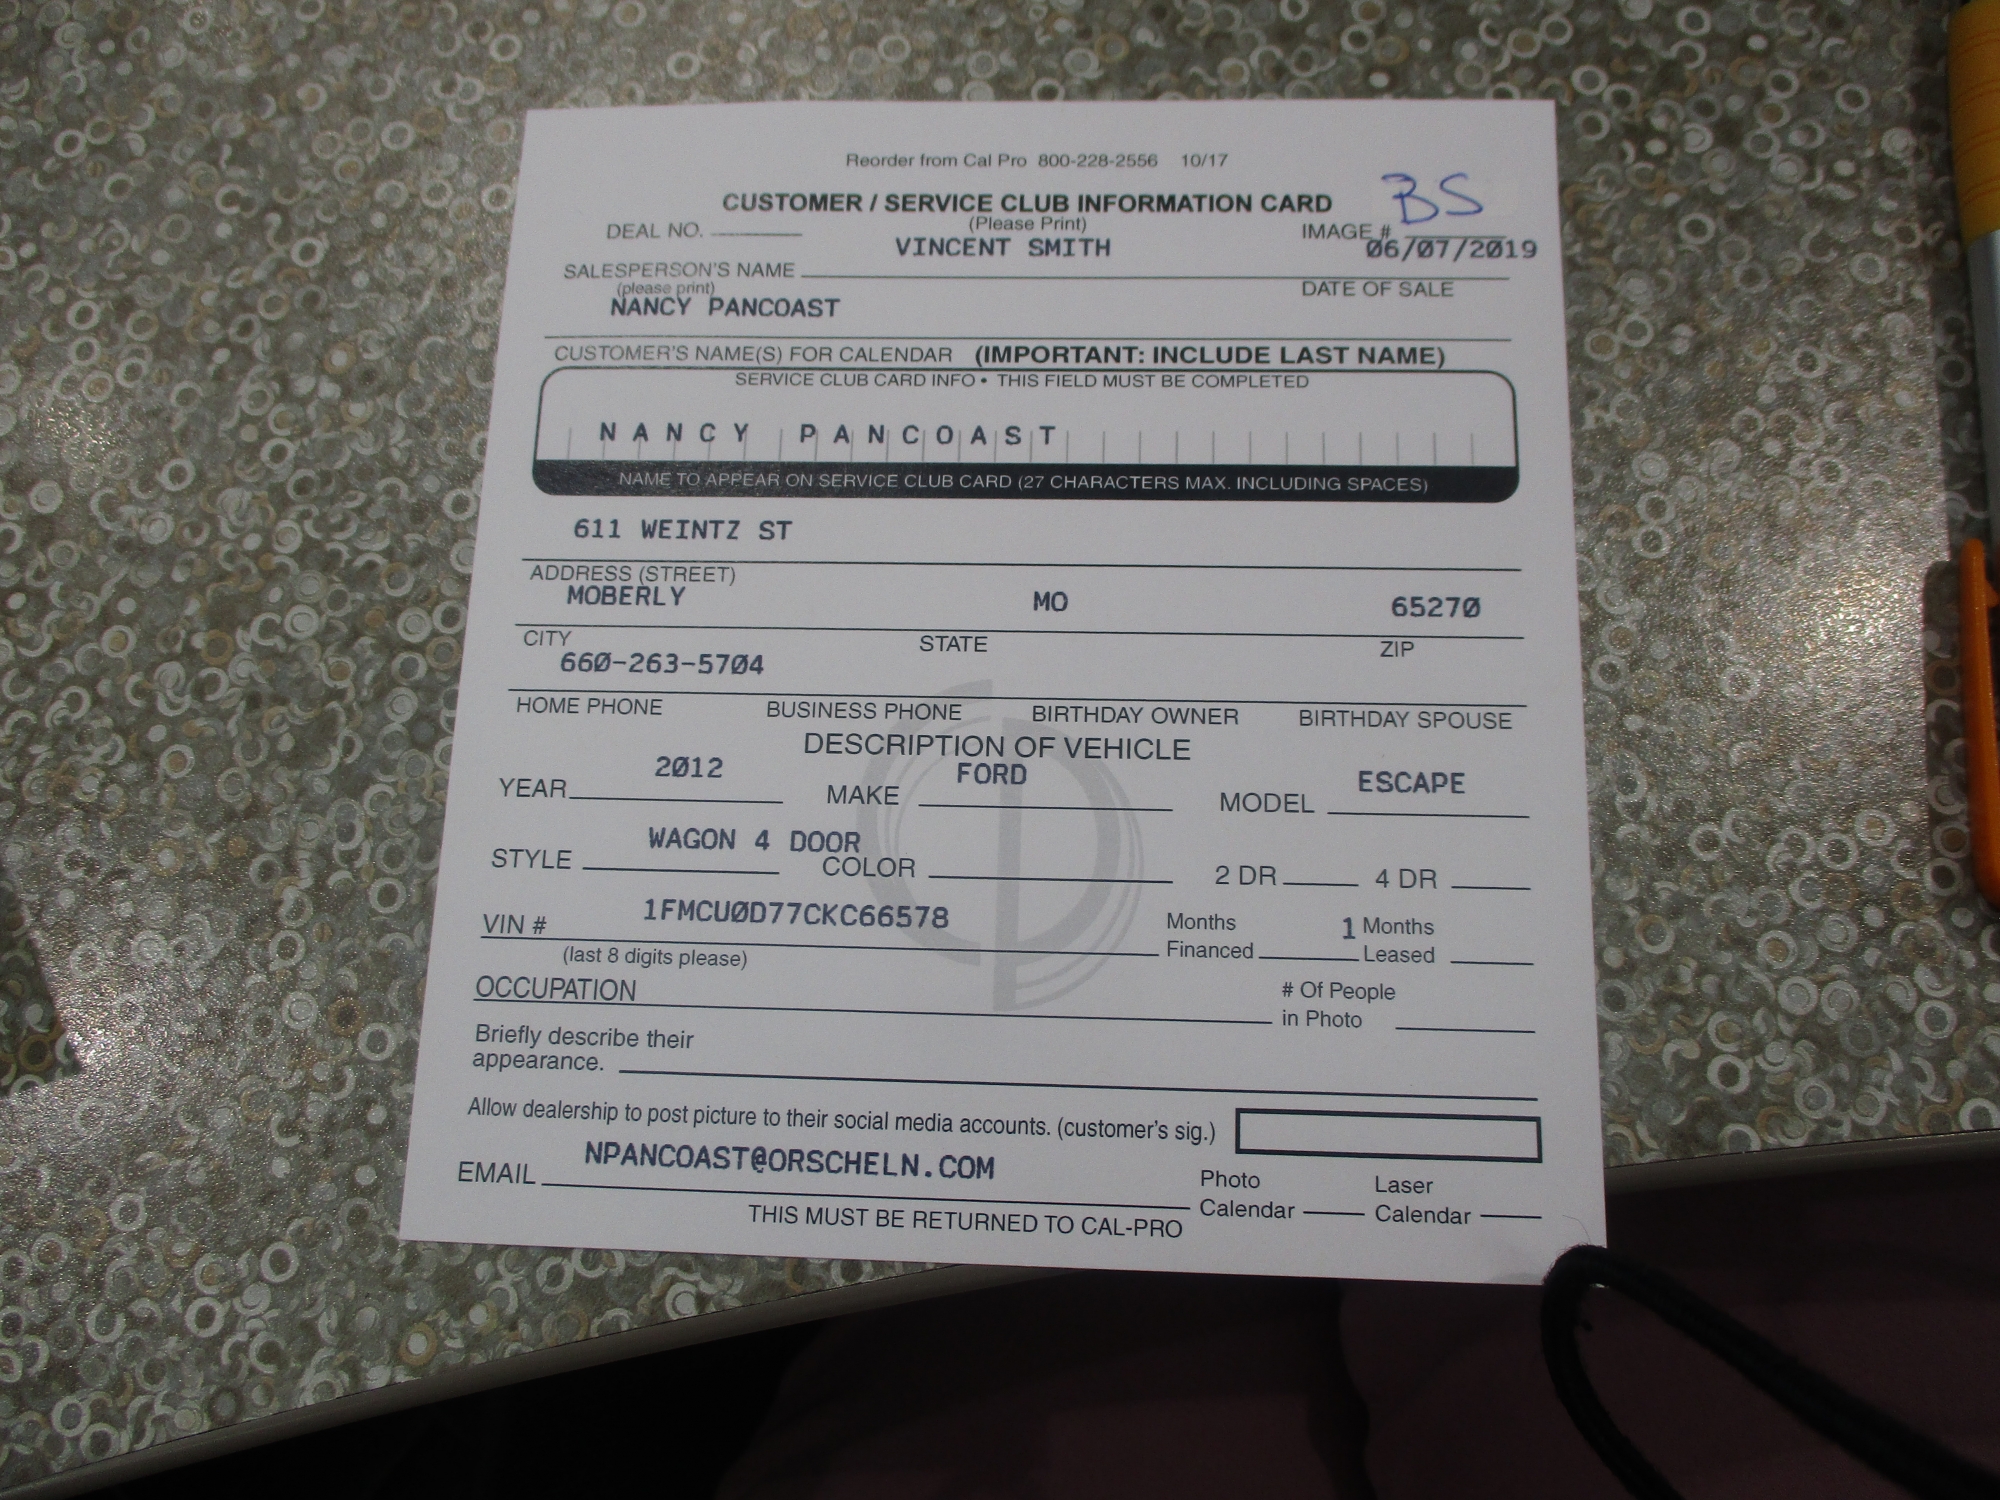 Reorder from Cal Pro 800-228-2556 10/17
CUSTOMER / SERVICE CLUB INFORMATION CARD BS
DEAL NO. (Please Print) IMAGE #
VINCENT SMITH 06/07/2019
SALESPERSON'S NAME DATE OF SALE
(please print)
NANCY PANCOAST
CUSTOMER'S NAME(S) FOR CALENDAR (IMPORTANT: INCLUDE LAST NAME)
SERVICE CLUB CARD INFO • THIS FIELD MUST BE COMPLETED
NANCY PANCOAST
NAME TO APPEAR ON SERVICE CLUB CARD (27 CHARACTERS MAX. INCLUDING SPACES)
611 WEINTZ ST
ADDRESS (STREET)
MOBERLY MO 65270
CITY STATE ZIP
660-263-5704
HOME PHONE BUSINESS PHONE BIRTHDAY OWNER BIRTHDAY SPOUSE
DESCRIPTION OF VEHICLE
YEAR 2012 MAKE FORD MODEL ESCAPE
STYLE WAGON 4 DOOR COLOR 2 DR 4 DR
VIN # 1FMCU0D77CKC66578 Months Financed 1 Months Leased
(last 8 digits please)
OCCUPATION # Of People in Photo
Briefly describe their
appearance.
Allow dealership to post picture to their social media accounts. (customer's sig.)
EMAIL NPANCOAST@ORSCHELN.COM Photo Calendar Laser Calendar
THIS MUST BE RETURNED TO CAL-PRO